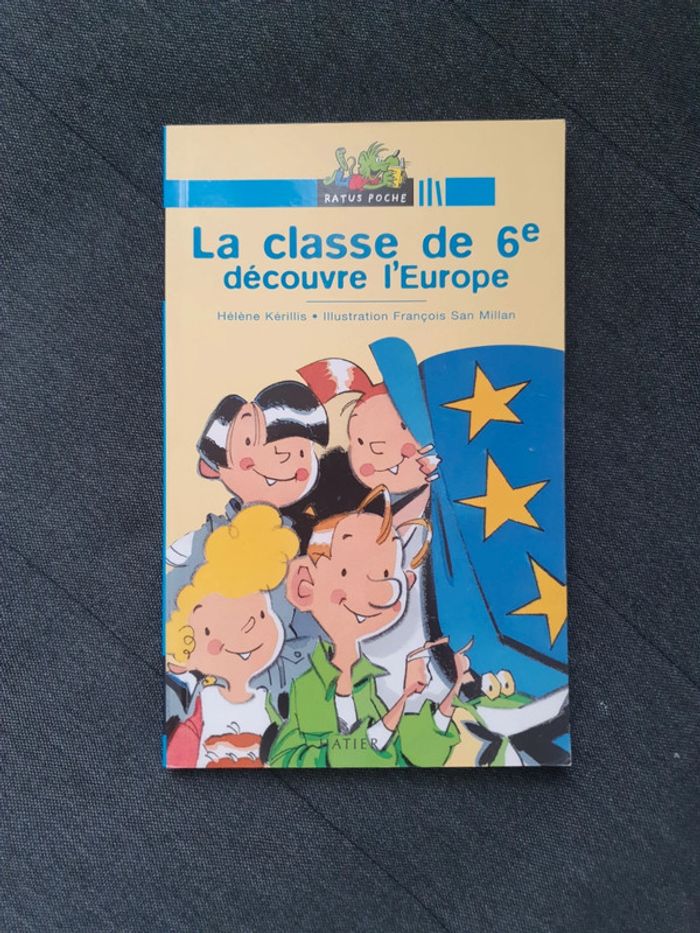 RATUS POCHE
La classe de 6e
découvre l'Europe
Hélène Kérillis • Illustration François San Millan
HATIER